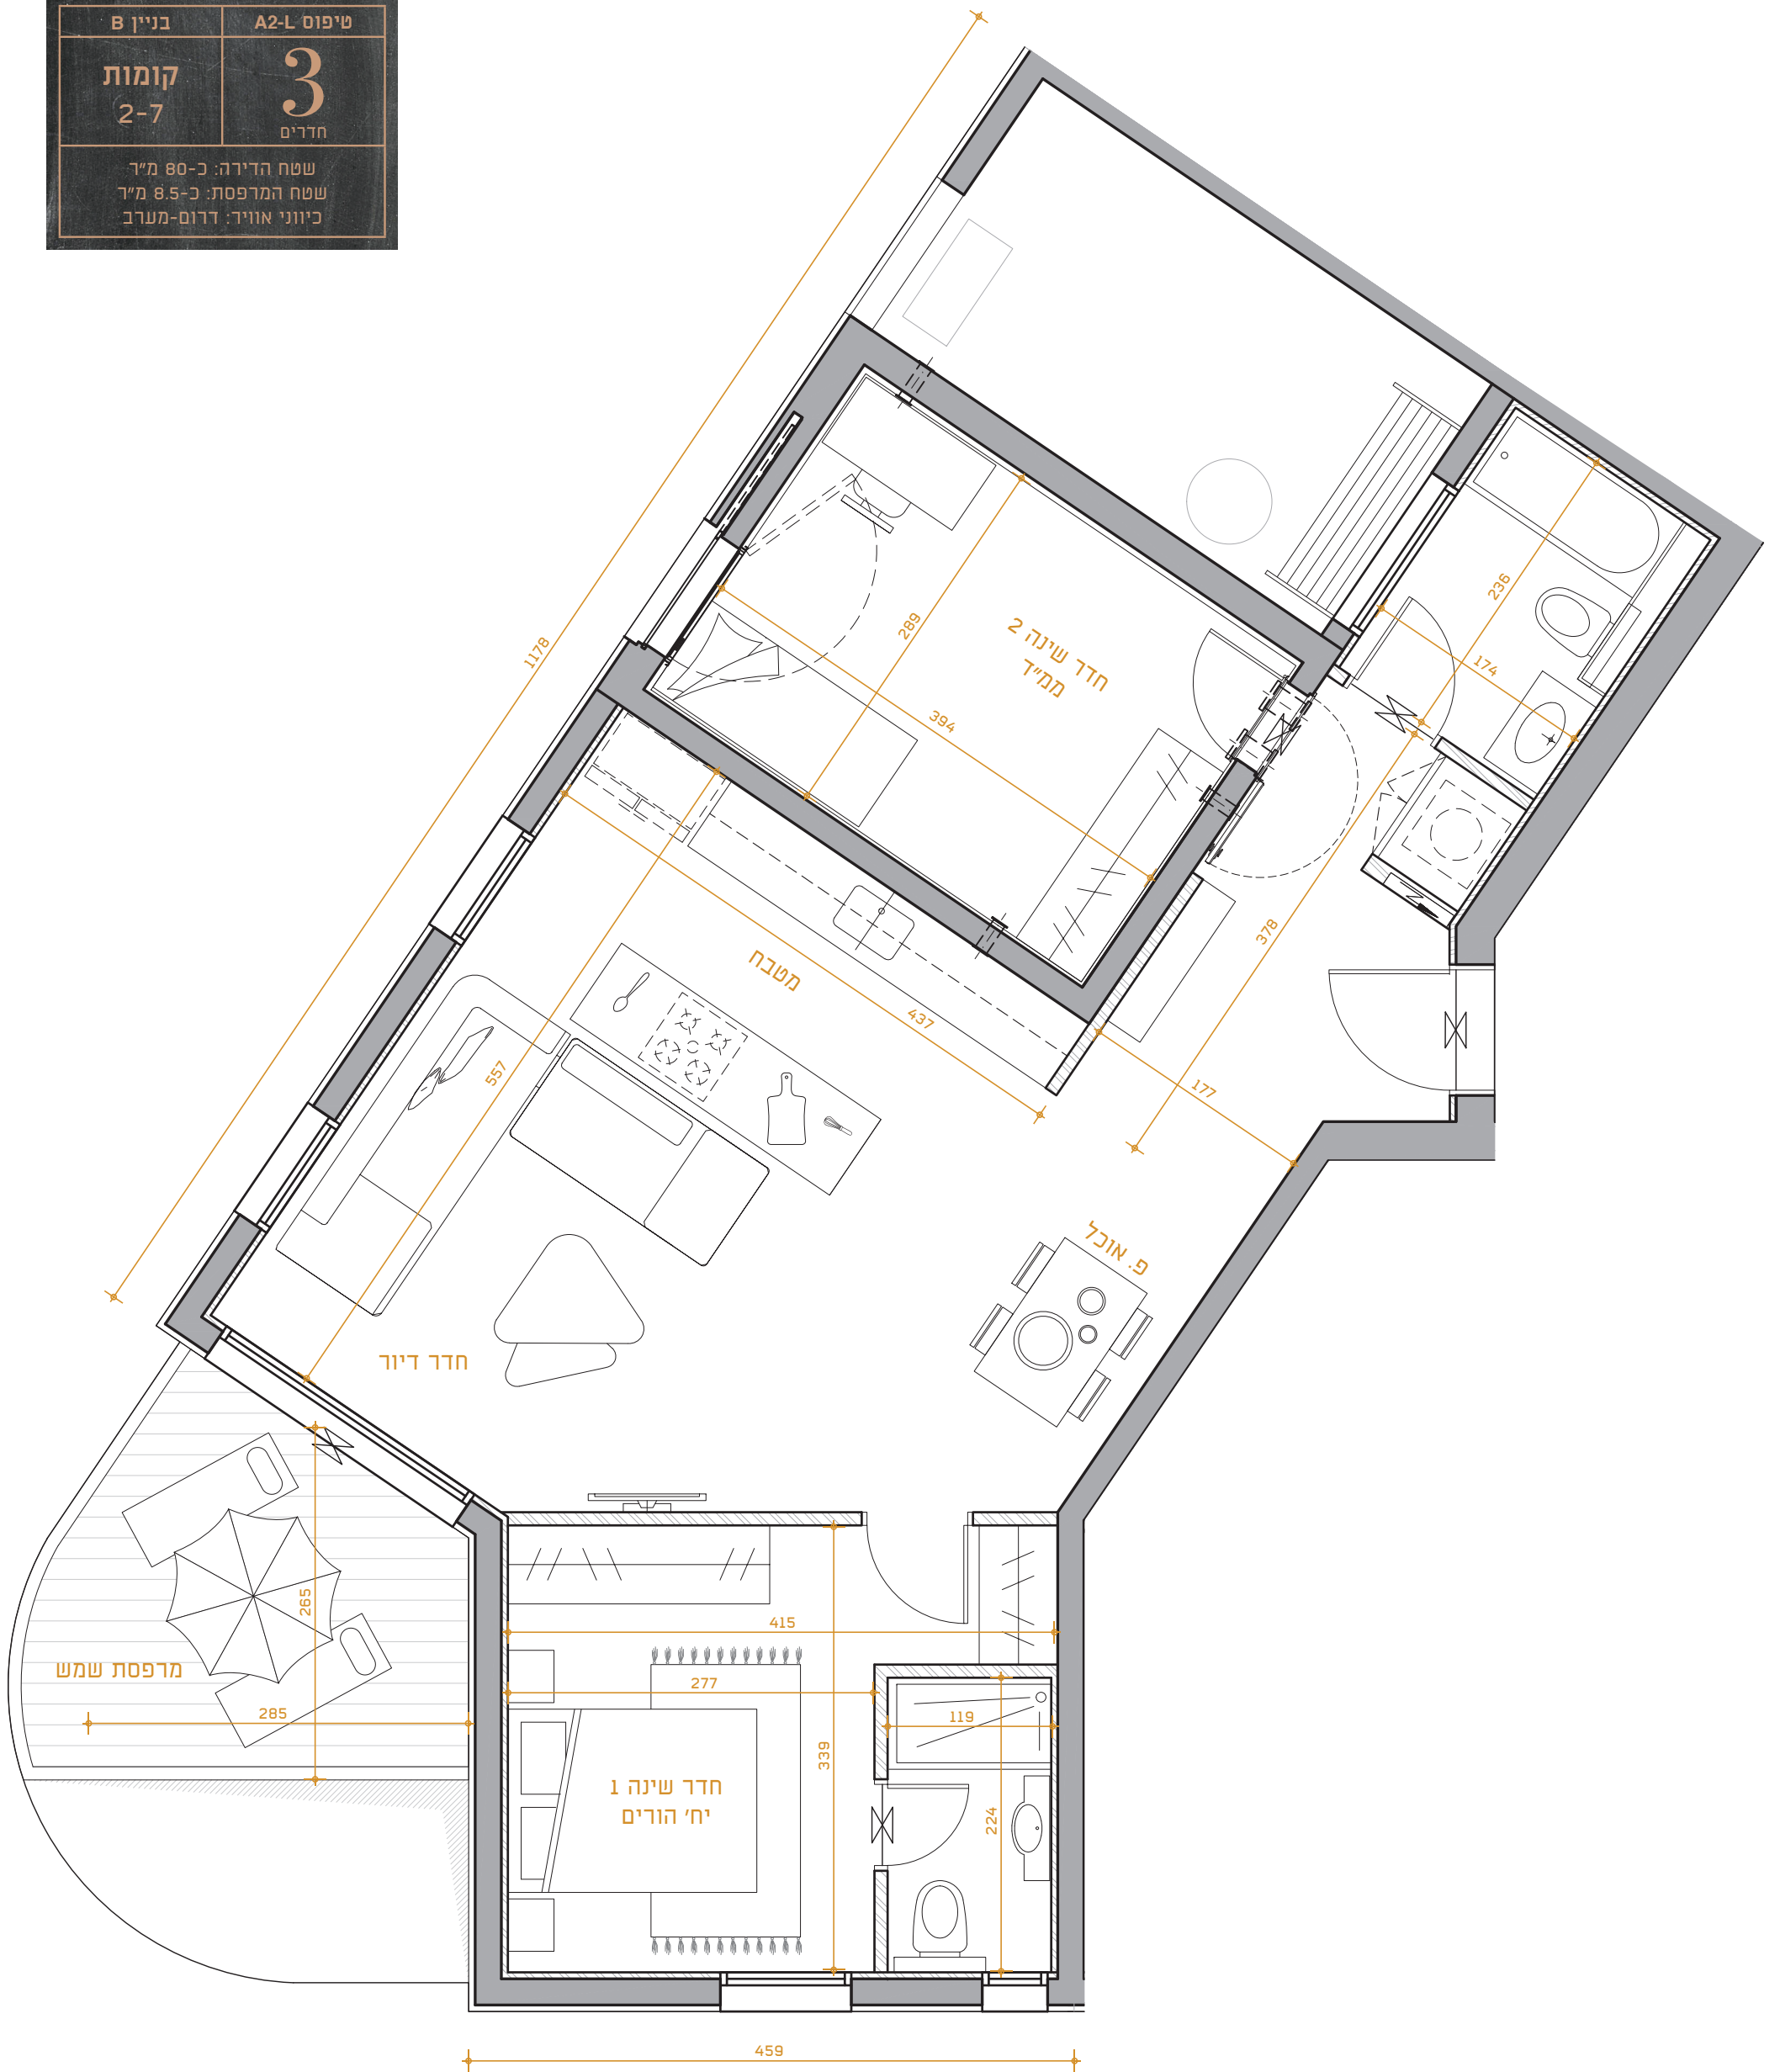 טיפוס A2-L
בניין B
3
חדרים
קומות
2-7
שטח הדירה: כ-80 מ״ר
שטח המרפסת: כ-8.5 מ״ר
כיווני אוויר: דרום-מערב
1178
289
חדר שינה 2
ממ״ד
394
236
174
378
מטבח
437
557
177
פ. אוכל
חדר דיור
265
מרפסת שמש
285
415
277
119
339
חדר שינה 1
יח׳ הורים
224
459